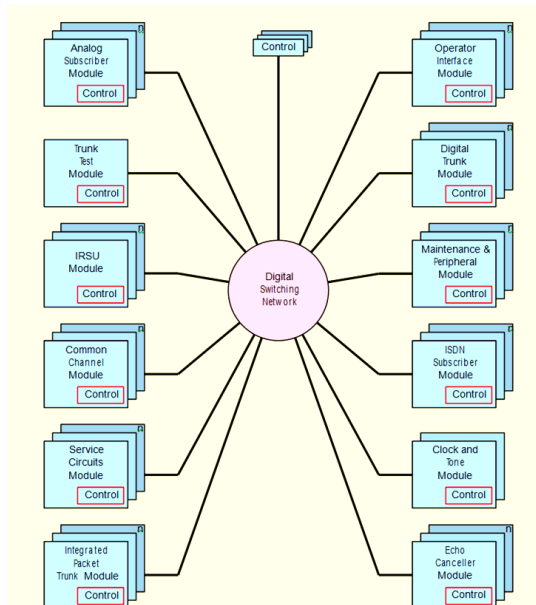 n
Analog
Subscriber
Module
Control
Control
n
Operator
Interface
Module
Control
Trunk
Test
Module
Control
n
Digital
Trunk
Module
Control
n
IRSU
Module
Control
Digital
Switching
Network
n
Maintenance &
Peripheral
Module
Control
n
Common
Channel
Module
Control
n
ISDN
Subscriber
Module
Control
n
Service
Circuits
Module
Control
Clock and
Tone
Module
Control
n
Integrated
Packet
Trunk Module
Control
n
Echo
Canceller
Module
Control